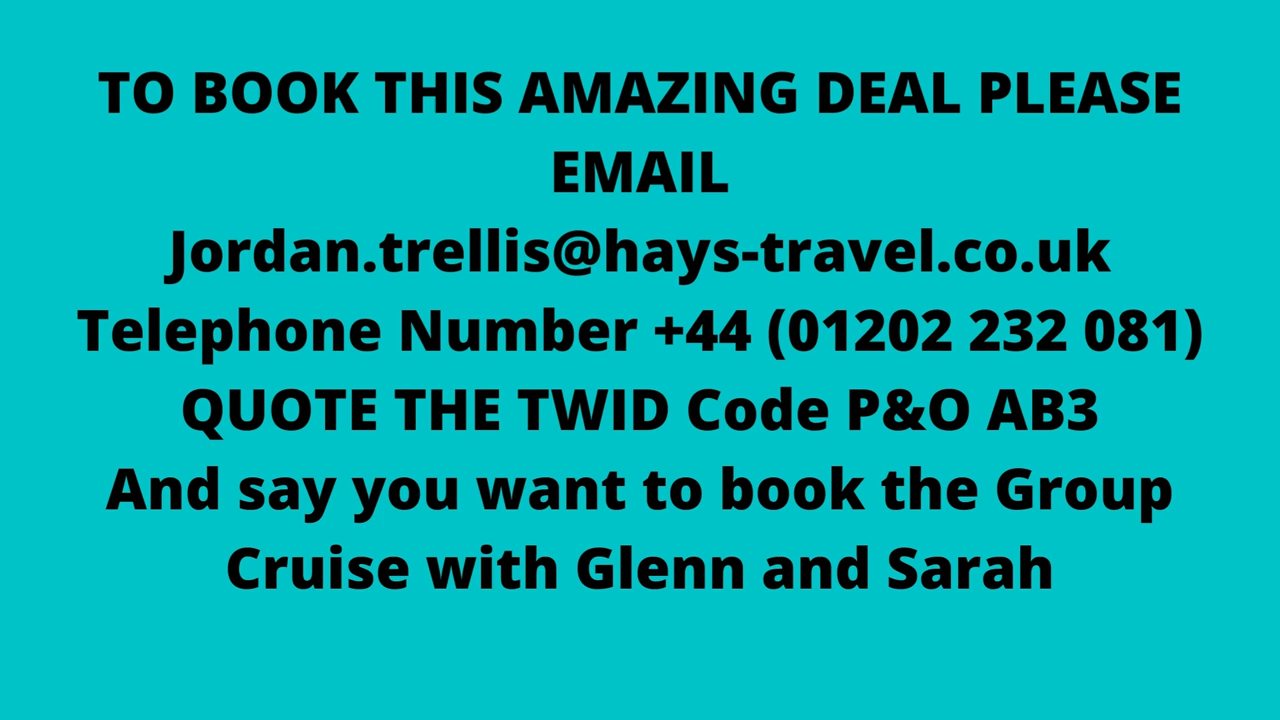 TO BOOK THIS AMAZING DEAL PLEASE
EMAIL
Jordan.trellis@hays-travel.co.uk
Telephone Number +44 (01202 232 081)
QUOTE THE TWID Code P&O AB3
And say you want to book the Group
Cruise with Glenn and Sarah